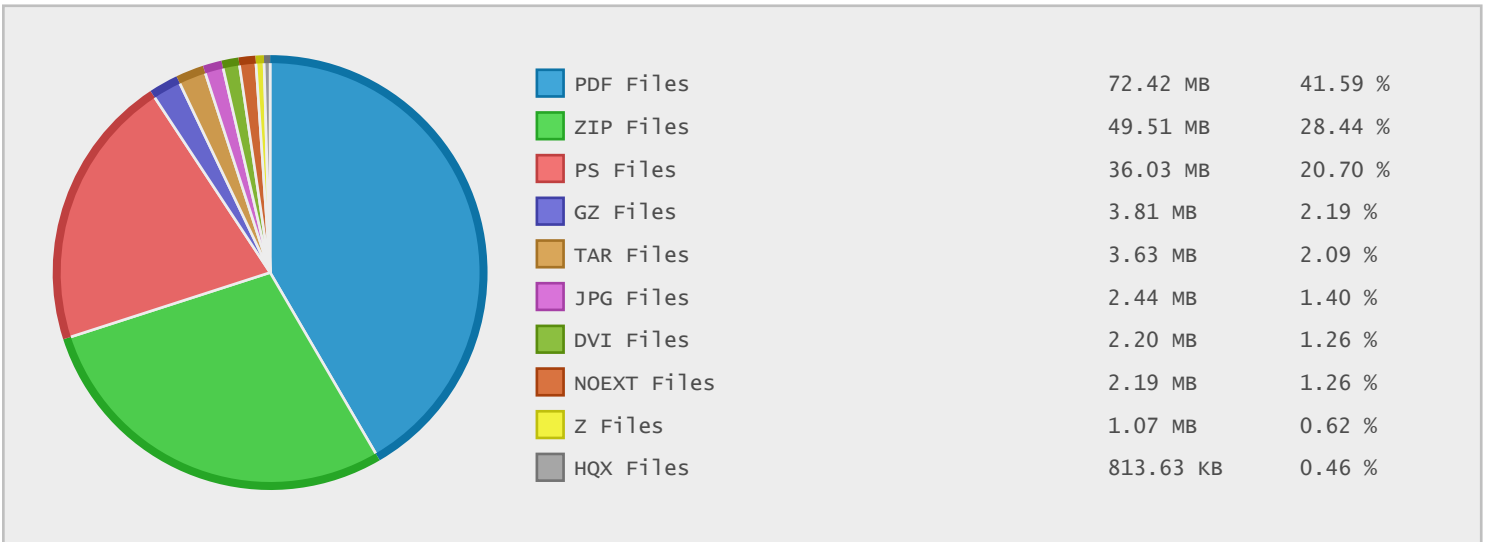 PDF Files 72.42 MB 41.59 %
ZIP Files 49.51 MB 28.44 %
PS Files 36.03 MB 20.70 %
GZ Files 3.81 MB 2.19 %
TAR Files 3.63 MB 2.09 %
JPG Files 2.44 MB 1.40 %
DVI Files 2.20 MB 1.26 %
NOEXT Files 2.19 MB 1.26 %
Z Files 1.07 MB 0.62 %
HQX Files 813.63 KB 0.46 %